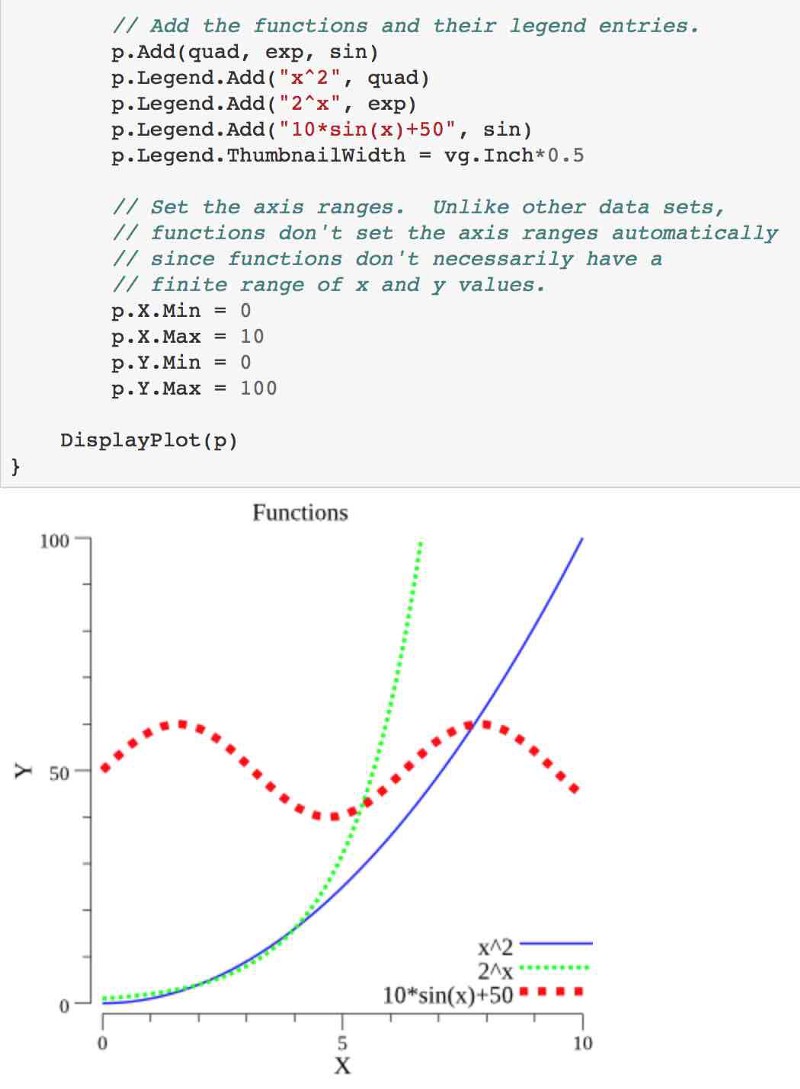 // Add the functions and their legend entries.
p.Add(quad, exp, sin)
p.Legend.Add("x^2", quad)
p.Legend.Add("2^x", exp)
p.Legend.Add("10*sin(x)+50", sin)
p.Legend.ThumbnailWidth = vg.Inch*0.5
// Set the axis ranges.  Unlike other data sets,
// functions don't set the axis ranges automatically
// since functions don't necessarily have a
// finite range of x and y values.
p.X.Min = 0
p.X.Max = 10
p.Y.Min = 0
p.Y.Max = 100
DisplayPlot(p)
}
Functions
100
Y
50
x^2
2^x
10*sin(x)+50
0
0
5
10
X